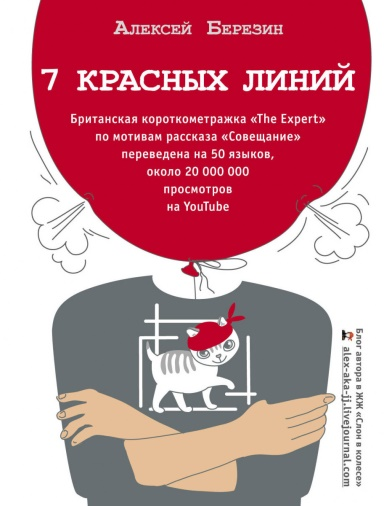 Алексей Березин
7 КРАСНЫХ ЛИНИЙ
Британская короткометражка «The Expert»
по мотивам рассказа «Совещание»
переведена на 50 языков,
около 20 000 000
просмотров
на YouTube
Блог автора в ЖЖ «Слон в колесе»
alex-aka-jj.livejournal.com